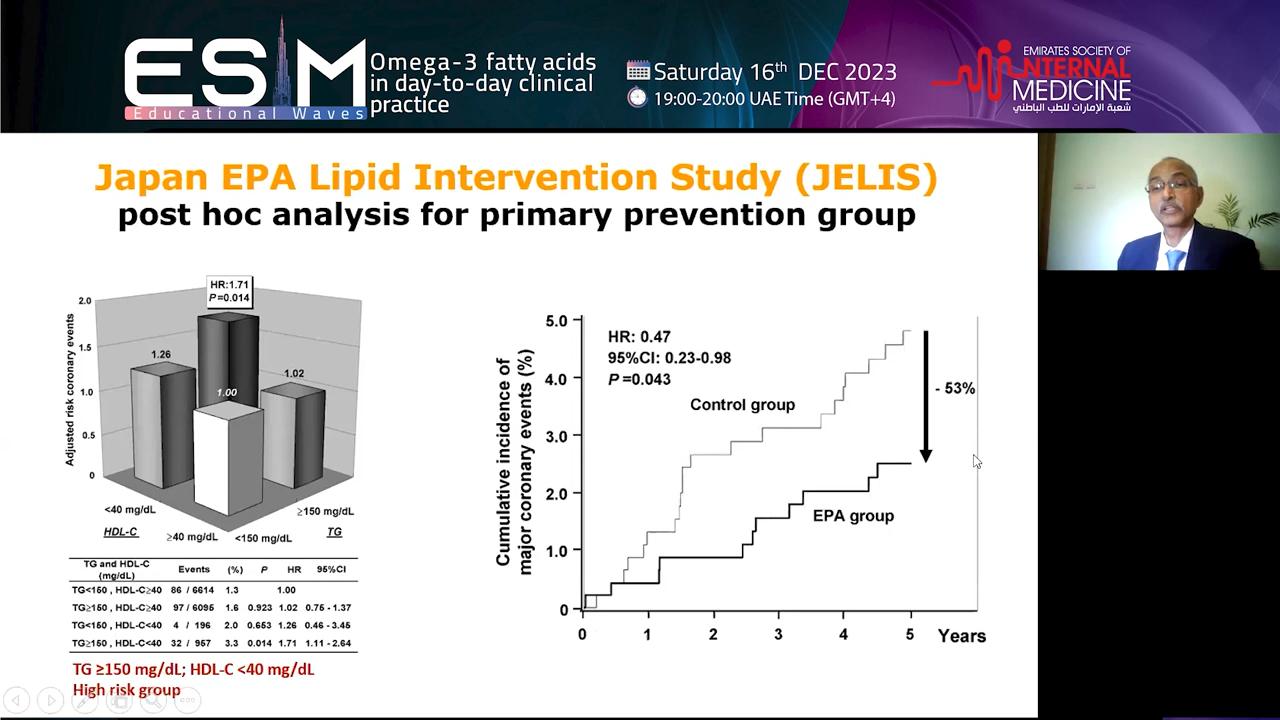 ESM
Educational Waves
Omega-3 fatty acids
in day-to-day clinical
practice
Saturday 16th DEC 2023
19:00-20:00 UAE Time (GMT+4)
EMIRATES SOCIETY OF
INTERNAL
MEDICINE
شعبة الإمارات للطب الباطني
Japan EPA Lipid Intervention Study (JELIS)
post hoc analysis for primary prevention group
HR:1.71
P=0.014
Adjusted risk coronary events
2.0
1.5
1.0
0.5
0
1.26
1.00
1.02
<40 mg/dL
≥40 mg/dL
HDL-C
<150 mg/dL
≥150 mg/dL
TG
TG and HDL-C (mg/dL) Events (%) P HR 95%CI
TG<150 , HDL-C≥40 86 / 6614 1.3 1.00
TG≥150 , HDL-C≥40 97 / 6095 1.6 0.923 1.02 0.75 - 1.37
TG<150 , HDL-C<40 4 / 196 2.0 0.653 1.26 0.46 - 3.45
TG≥150 , HDL-C<40 32 / 957 3.3 0.014 1.71 1.11 - 2.64
TG ≥150 mg/dL; HDL-C <40 mg/dL
High risk group
Cumulative incidence of
major coronary events (%)
5.0
4.0
3.0
2.0
1.0
0
HR: 0.47
95%CI: 0.23-0.98
P =0.043
Control group
- 53%
EPA group
0 1 2 3 4 5 Years